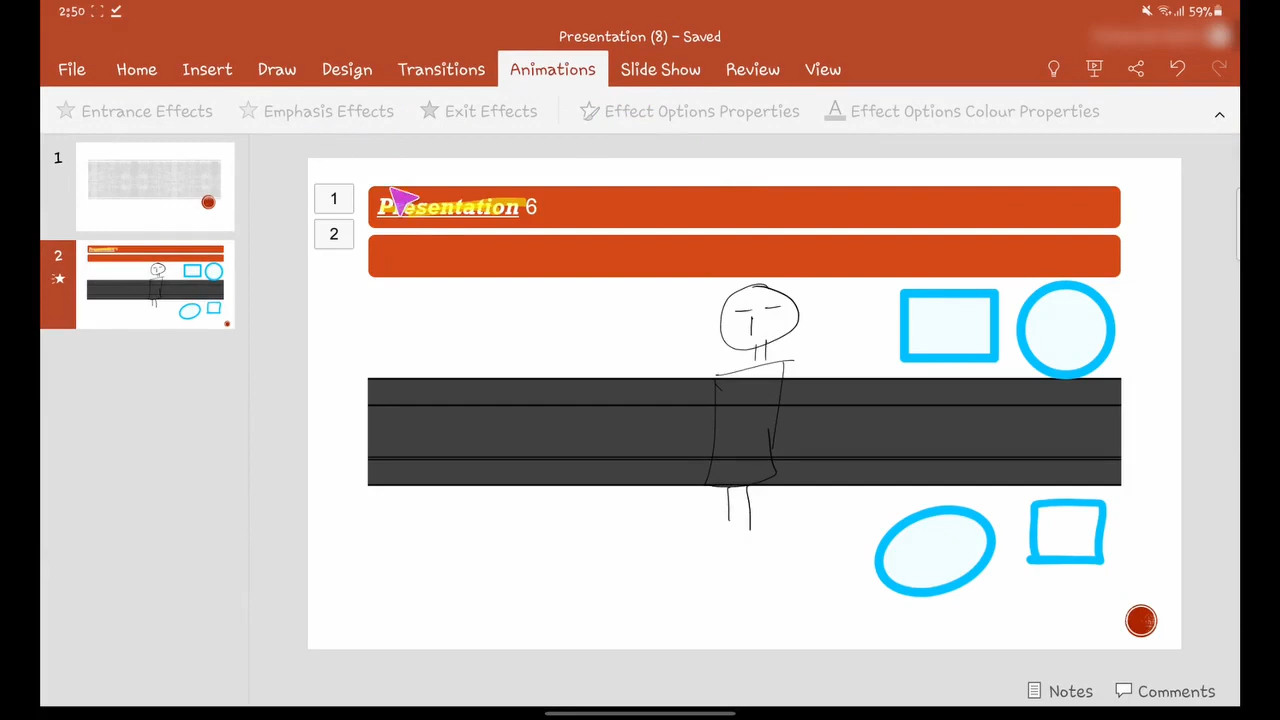 2:50 59%
Presentation (8) – Saved
File Home Insert Draw Design Transitions Animations Slide Show Review View
Entrance Effects Emphasis Effects Exit Effects Effect Options Properties Effect Options Colour Properties
1
2
1
2
Presentation 6
Notes Comments